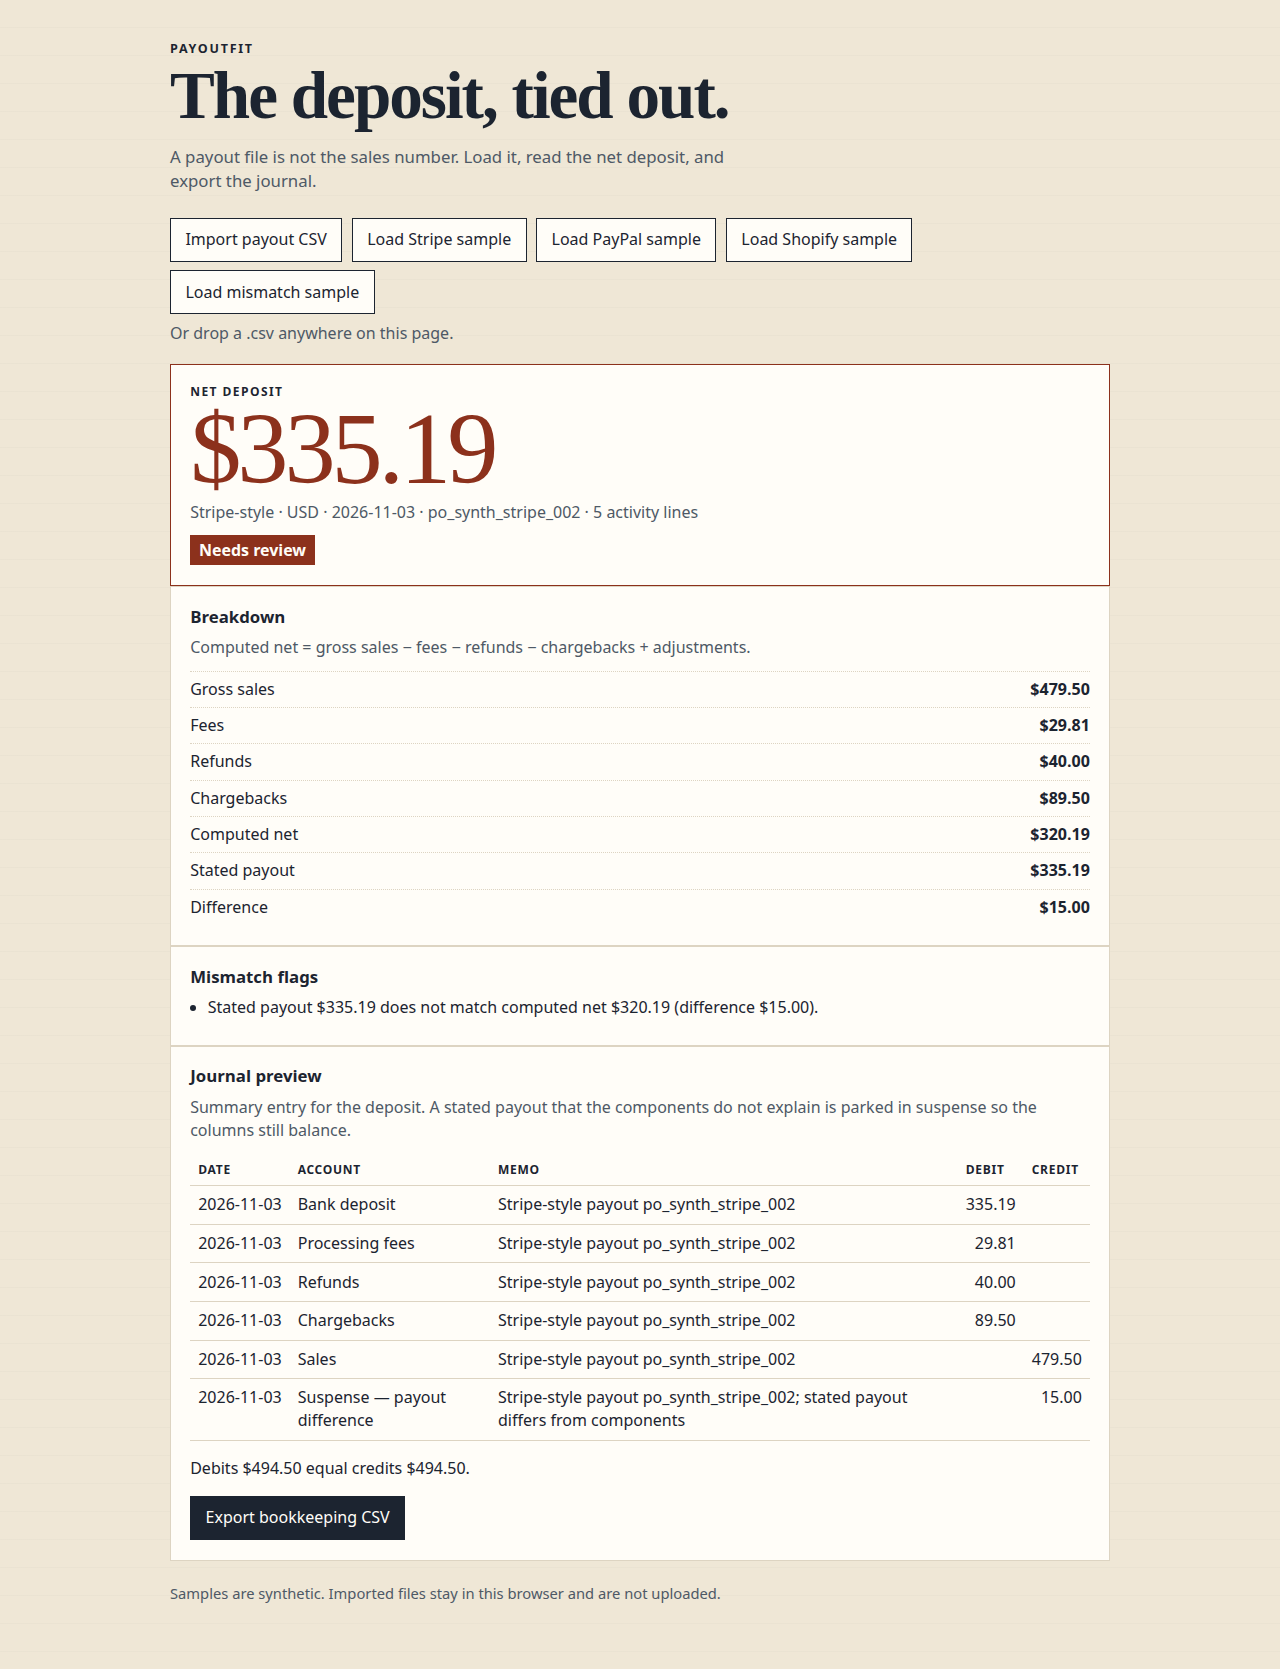 PAYOUTFIT
The deposit, tied out.
A payout file is not the sales number. Load it, read the net deposit, and
export the journal.
Import payout CSV
Load Stripe sample
Load PayPal sample
Load Shopify sample
Load mismatch sample
Or drop a .csv anywhere on this page.
NET DEPOSIT
$335.19
Stripe-style · USD · 2026-11-03 · po_synth_stripe_002 · 5 activity lines
Needs review
Breakdown
Computed net = gross sales − fees − refunds − chargebacks + adjustments.
Gross sales $479.50
Fees $29.81
Refunds $40.00
Chargebacks $89.50
Computed net $320.19
Stated payout $335.19
Difference $15.00
Mismatch flags
• Stated payout $335.19 does not match computed net $320.19 (difference $15.00).
Journal preview
Summary entry for the deposit. A stated payout that the components do not explain is parked in suspense so the
columns still balance.
DATE ACCOUNT MEMO DEBIT CREDIT
2026-11-03 Bank deposit Stripe-style payout po_synth_stripe_002 335.19
2026-11-03 Processing fees Stripe-style payout po_synth_stripe_002 29.81
2026-11-03 Refunds Stripe-style payout po_synth_stripe_002 40.00
2026-11-03 Chargebacks Stripe-style payout po_synth_stripe_002 89.50
2026-11-03 Sales Stripe-style payout po_synth_stripe_002 479.50
2026-11-03 Suspense — payout Stripe-style payout po_synth_stripe_002; stated payout 15.00
difference differs from components
Debits $494.50 equal credits $494.50.
Export bookkeeping CSV
Samples are synthetic. Imported files stay in this browser and are not uploaded.